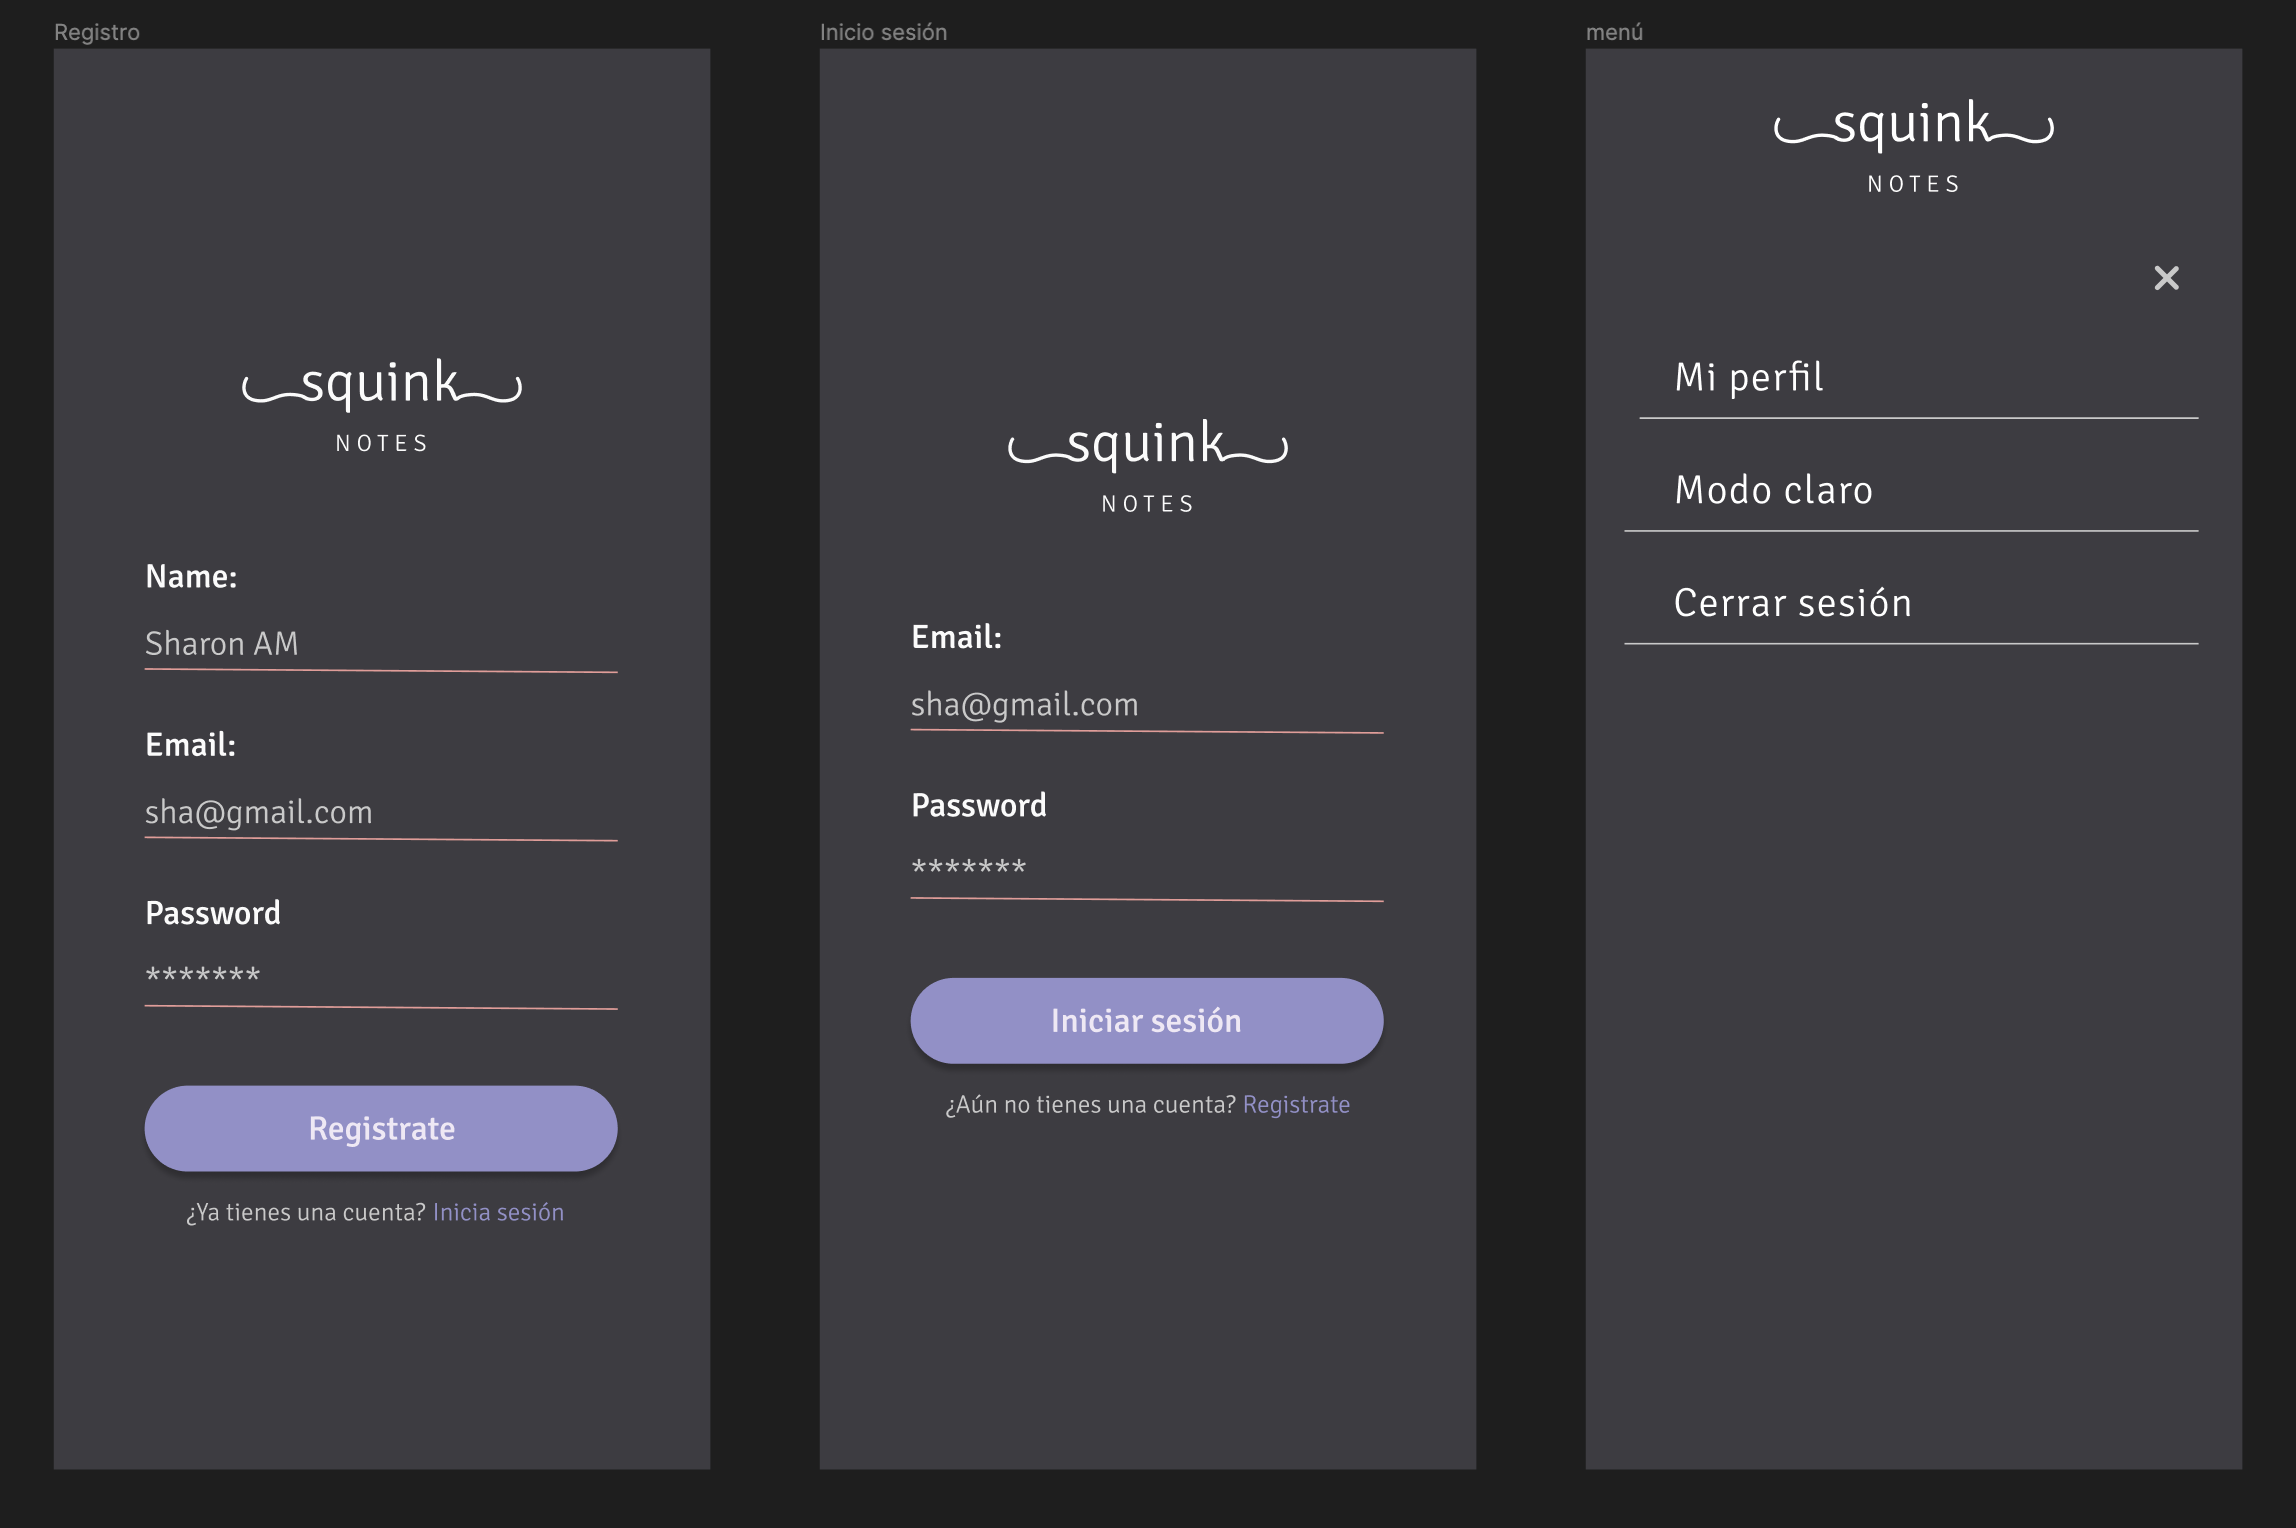 Registro
squink
NOTES
Name:
Sharon AM
Email:
sha@gmail.com
Password
*******
Registrate
¿Ya tienes una cuenta? Inicia sesión
Inicio sesión
squink
NOTES
Email:
sha@gmail.com
Password
*******
Iniciar sesión
¿Aún no tienes una cuenta? Registrate
menú
squink
NOTES
Mi perfil
Modo claro
Cerrar sesión